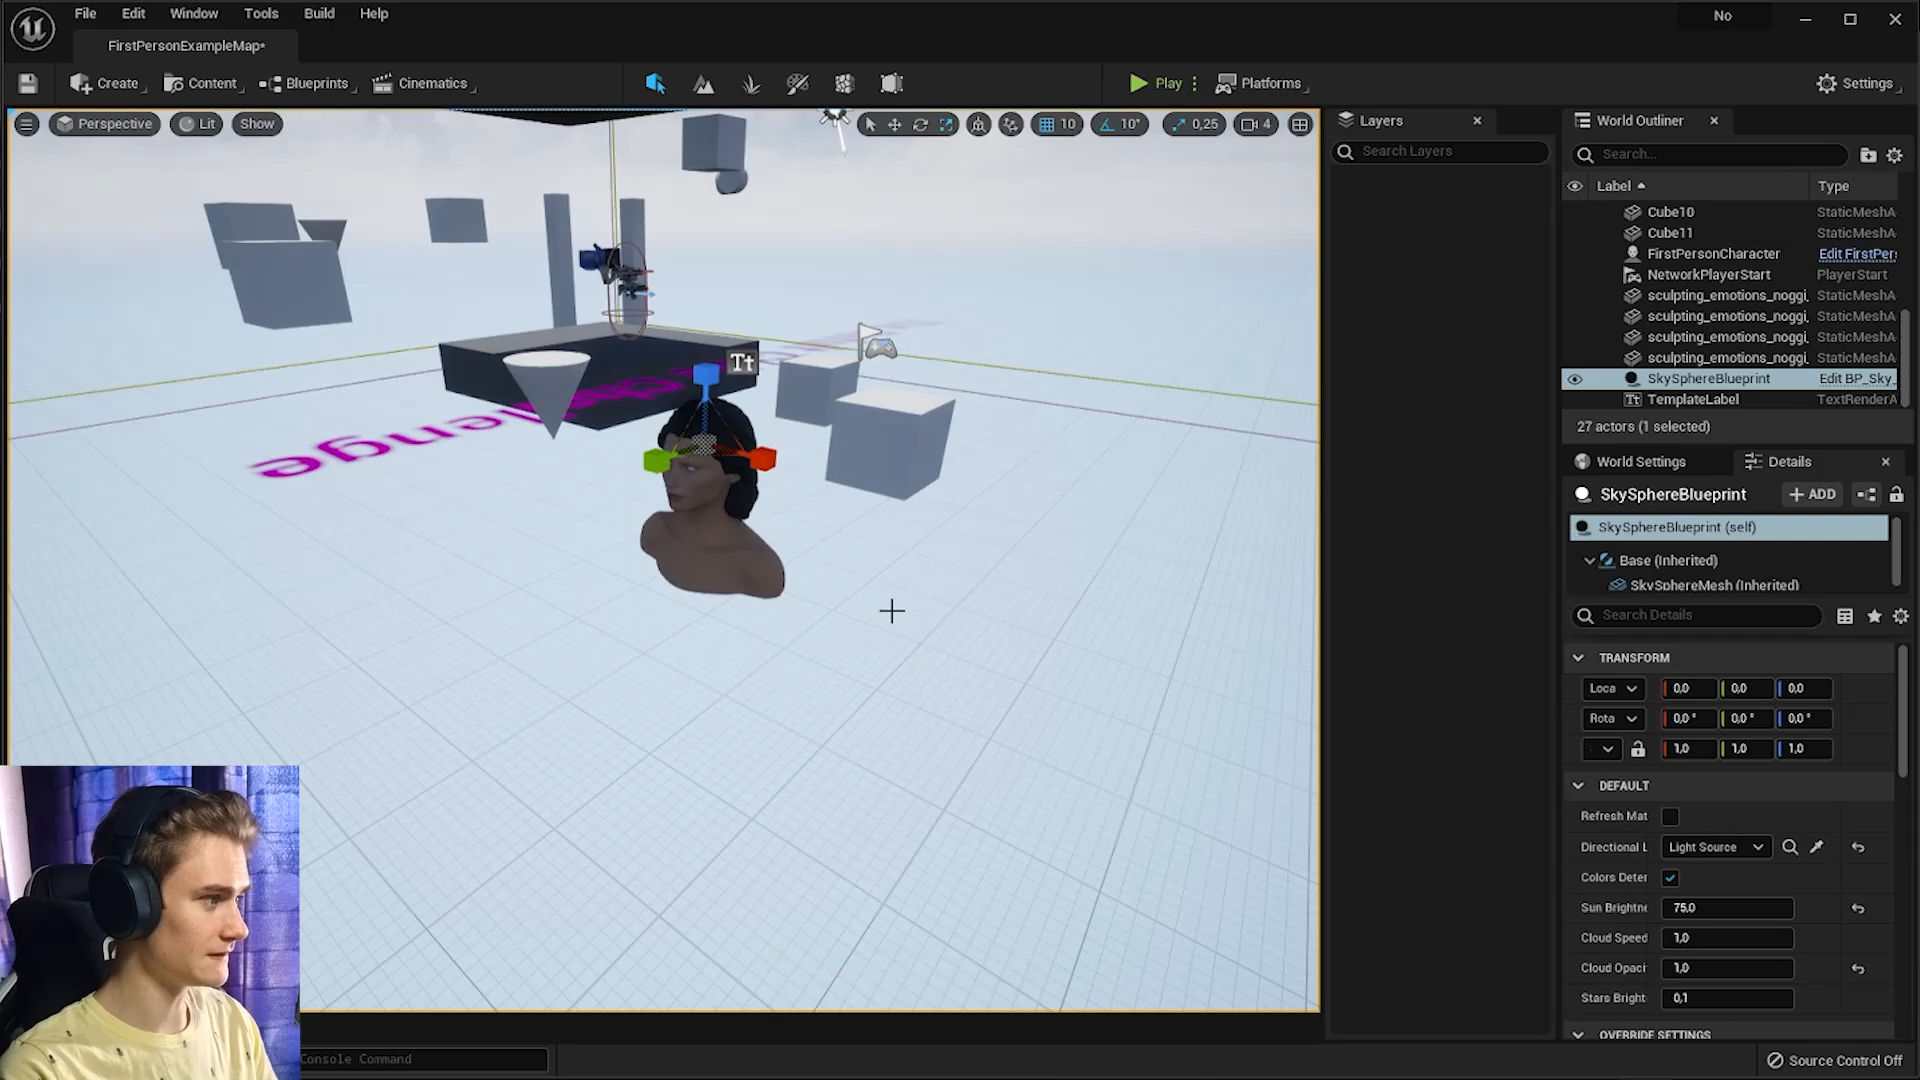 File Edit Window Tools Build Help
No
FirstPersonExampleMap*
Create Content Blueprints Cinematics Play Platforms Settings
Perspective Lit Show 10 10° 0,25 4
Layers
Search Layers
World Outliner
Search...
Label Type
Cube10 StaticMeshA
Cube11 StaticMeshA
FirstPersonCharacter Edit FirstPer
NetworkPlayerStart PlayerStart
sculpting_emotions_noggi StaticMeshA
sculpting_emotions_noggi StaticMeshA
sculpting_emotions_noggi StaticMeshA
sculpting_emotions_noggi StaticMeshA
SkySphereBlueprint Edit BP_Sky_
TemplateLabel TextRenderA
27 actors (1 selected)
World Settings Details
SkySphereBlueprint + ADD
SkySphereBlueprint (self)
Base (Inherited)
SkySphereMesh (Inherited)
Search Details
TRANSFORM
Loca 0,0 0,0 0,0
Rota 0,0° 0,0° 0,0°
1,0 1,0 1,0
DEFAULT
Refresh Mat
Directional L Light Source
Colors Deter
Sun Brightne 75,0
Cloud Speed 1,0
Cloud Opaci 1,0
Stars Bright 0,1
OVERRIDE SETTINGS
Tt
Console Command
Source Control Off